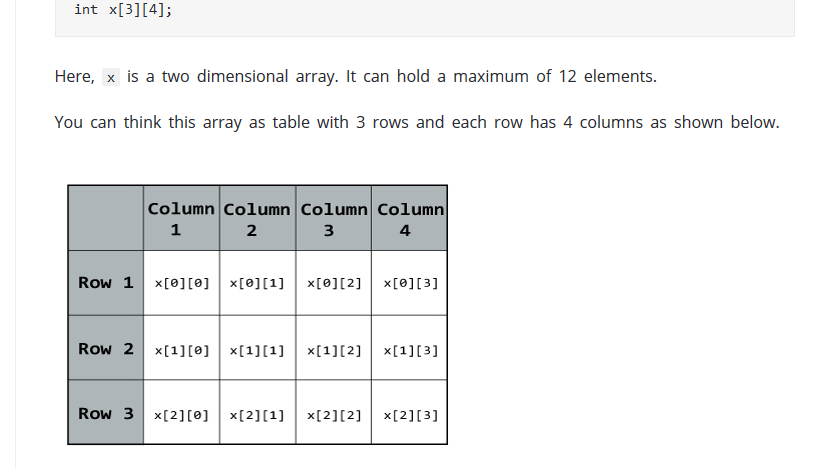 int x[3][4];
Here, x is a two dimensional array. It can hold a maximum of 12 elements.
You can think this array as table with 3 rows and each row has 4 columns as shown below.
Column 1 Column 2 Column 3 Column 4
Row 1 x[0][0] x[0][1] x[0][2] x[0][3]
Row 2 x[1][0] x[1][1] x[1][2] x[1][3]
Row 3 x[2][0] x[2][1] x[2][2] x[2][3]